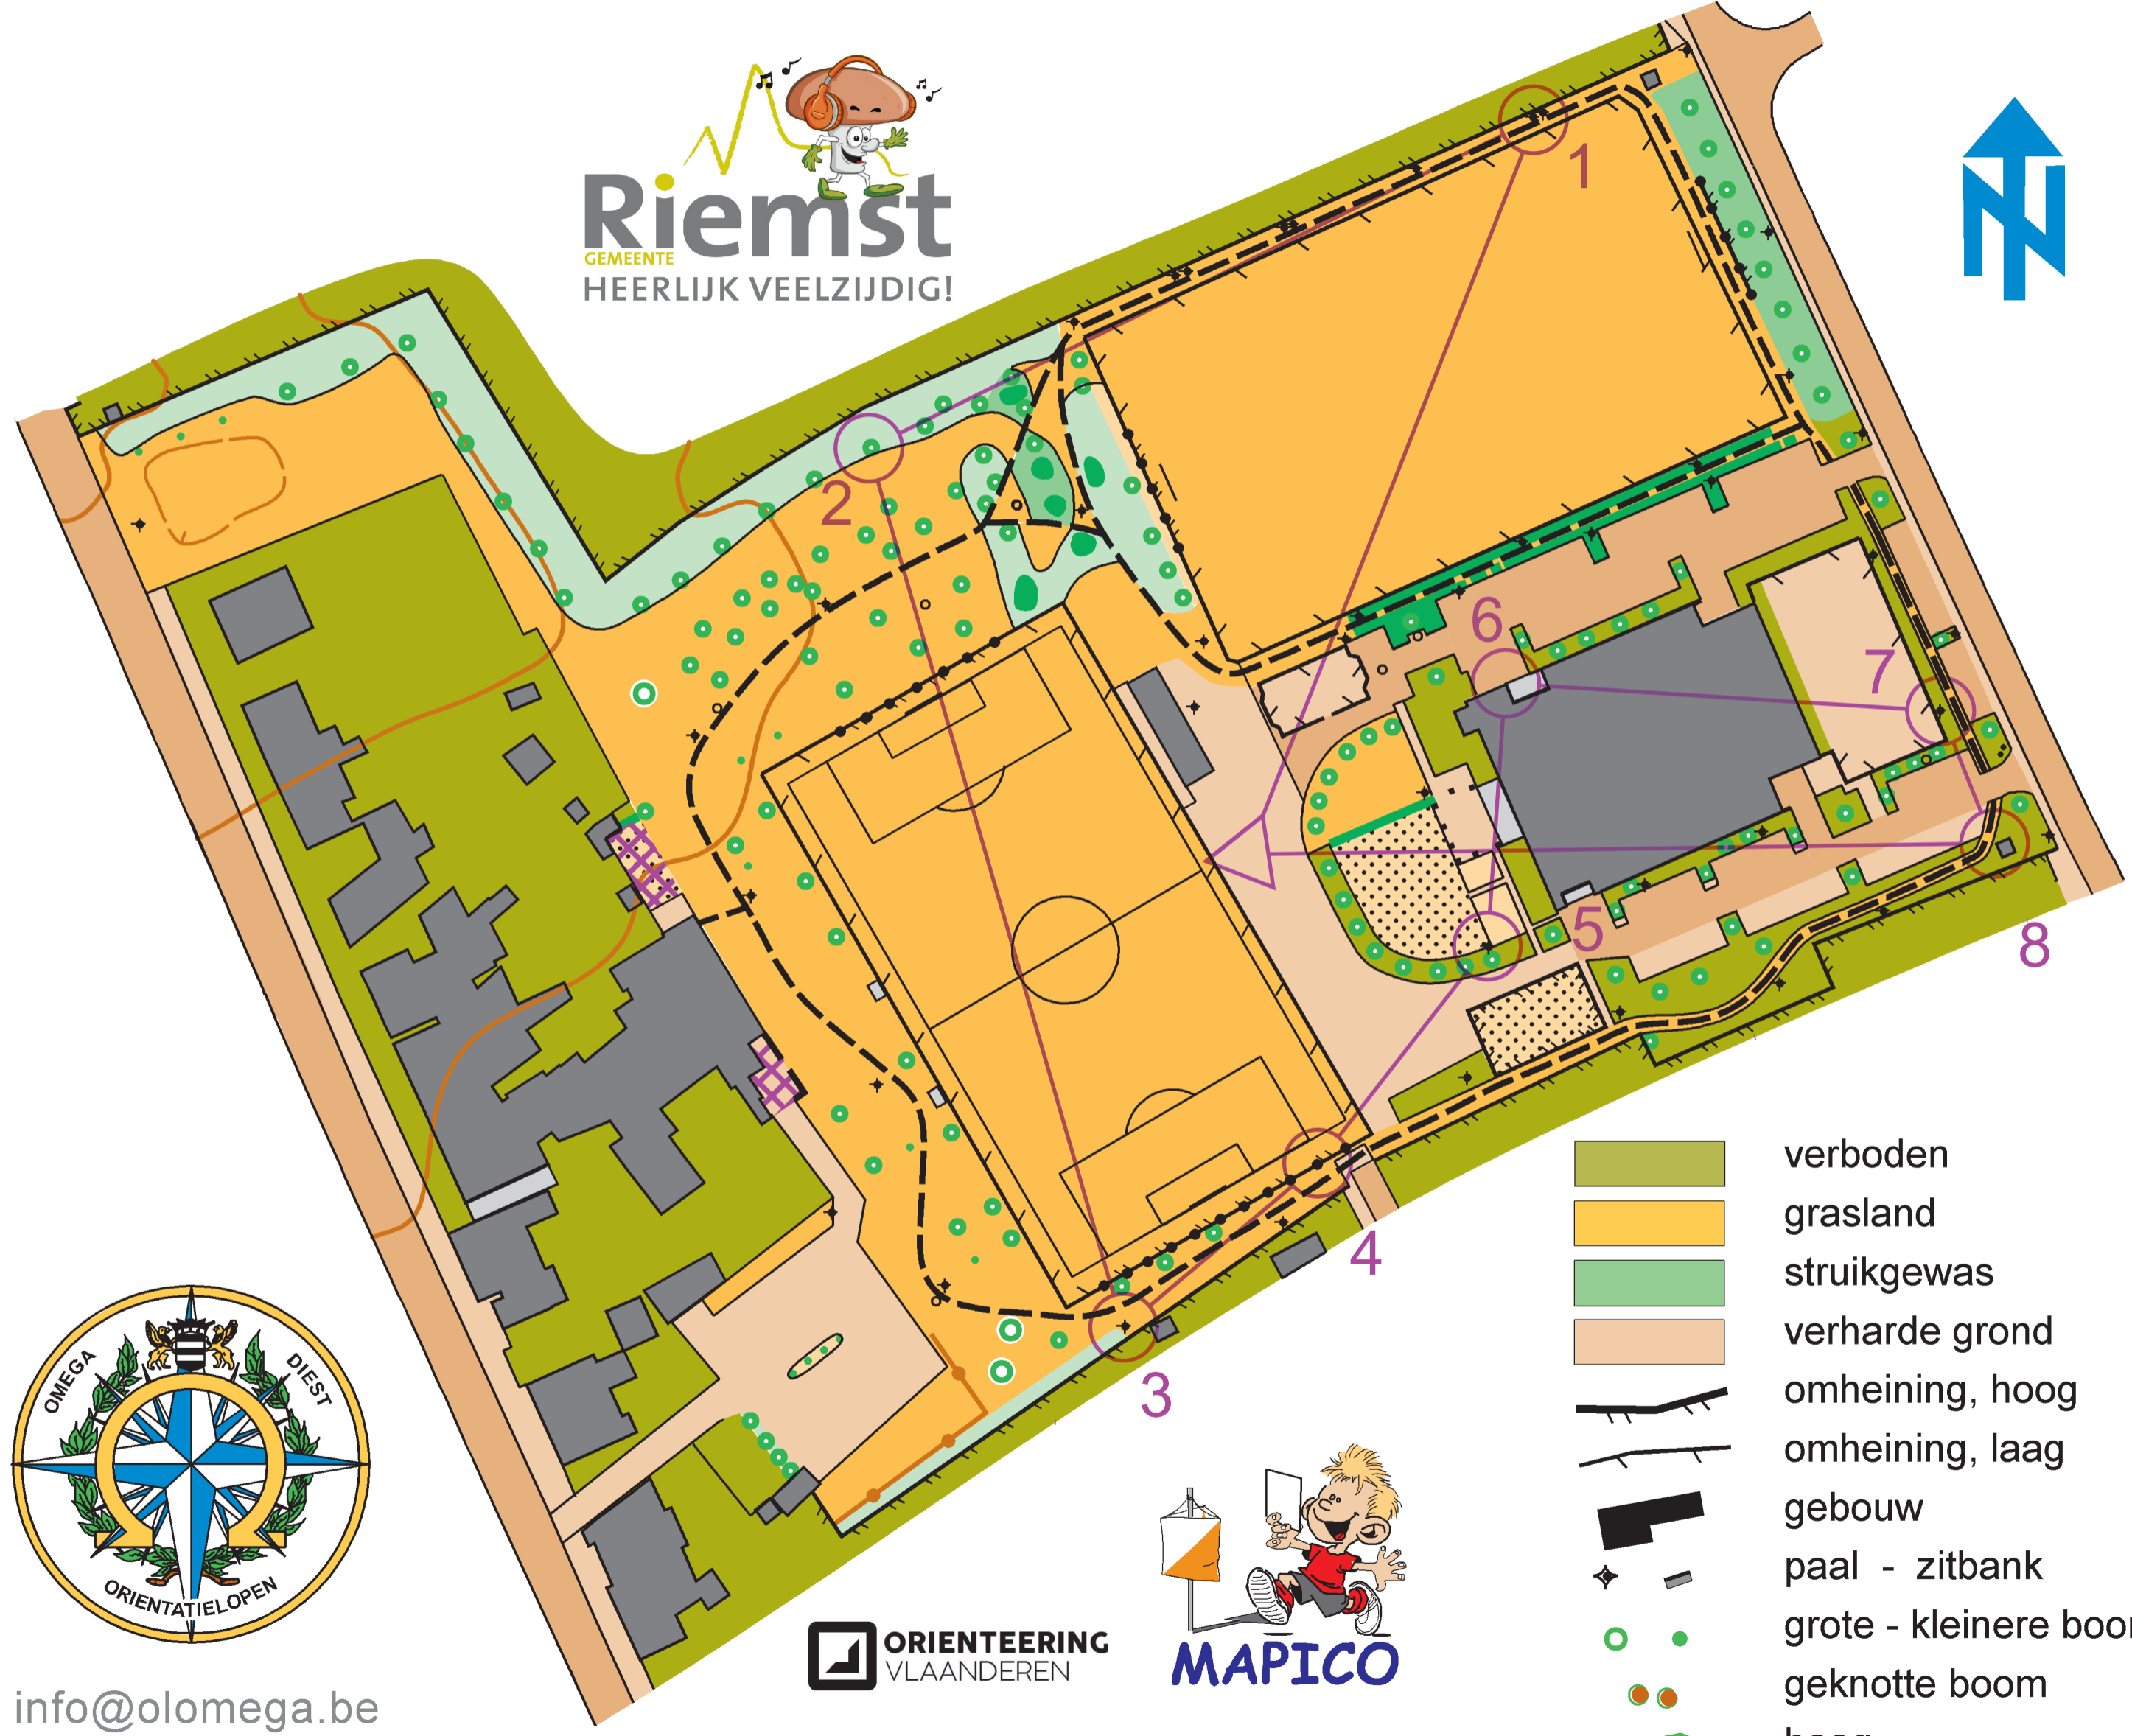 Riemst
GEMEENTE
HEERLIJK VEELZIJDIG!
N
1
2
6
7
5
8
4
3
verboden
grasland
struikgewas
verharde grond
omheining, hoog
omheining, laag
gebouw
paal - zitbank
grote - kleinere boom
geknotte boom
OMEGA
DIEST
ORIENTATIELOPEN
ORIENTEERING
VLAANDEREN
MAPICO
info@olomega.be